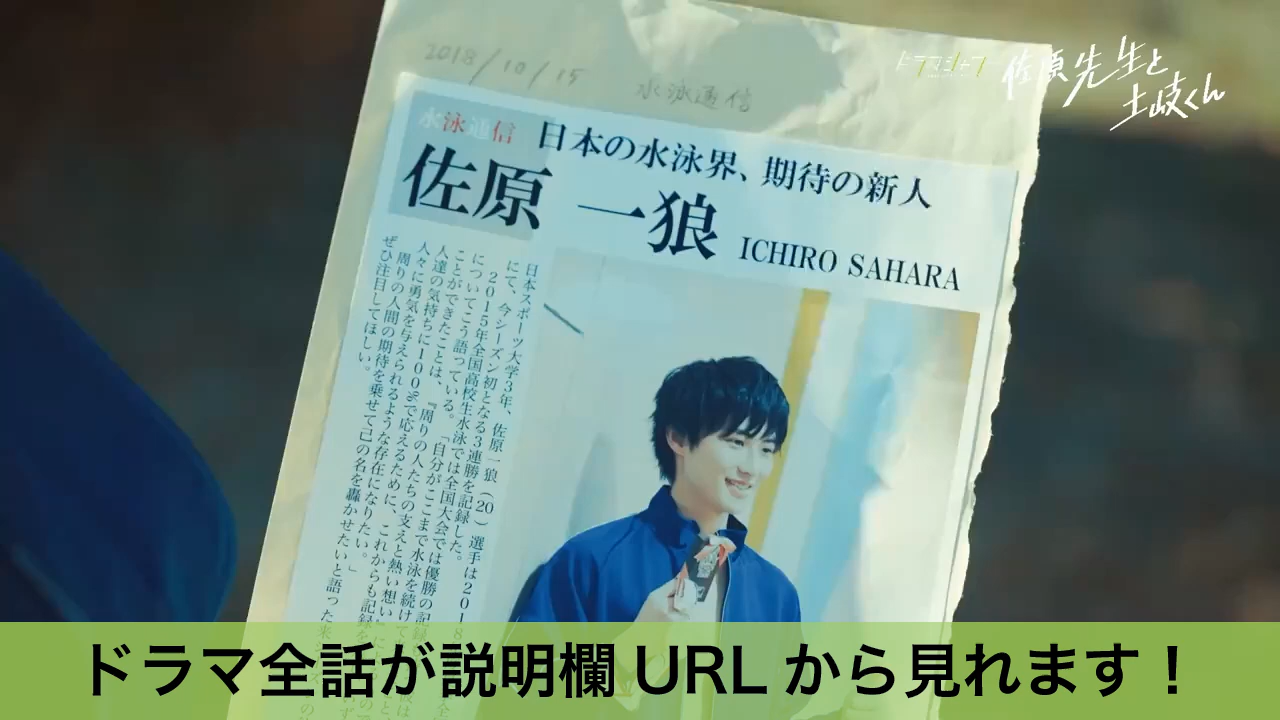 ドラマシャワー
佐原先生と
土岐くん
2018/10/15
水泳通信
水泳通信
日本の水泳界、期待の新人
佐原 一狼 ICHIRO SAHARA
日本スポーツ大学3年、佐原一狼（20）選手は2018
にて、今シーズン初となる3連勝を記録した。
2015年全国高校生水泳では全国大会では優勝の記録
についてこう語っている。「自分がここまで水泳を続けて
ことができたことは、『周りの人たちの支えと熱い想い
人達の気持ちに100%で応えるために、これからも記録を
人々に勇気を与えられるような存在になりたい。」
周りの人間の期待を乗せて己の名を轟かせたいと語った
ぜひ注目してほしい。
ドラマ全話が説明欄URLから見れます！